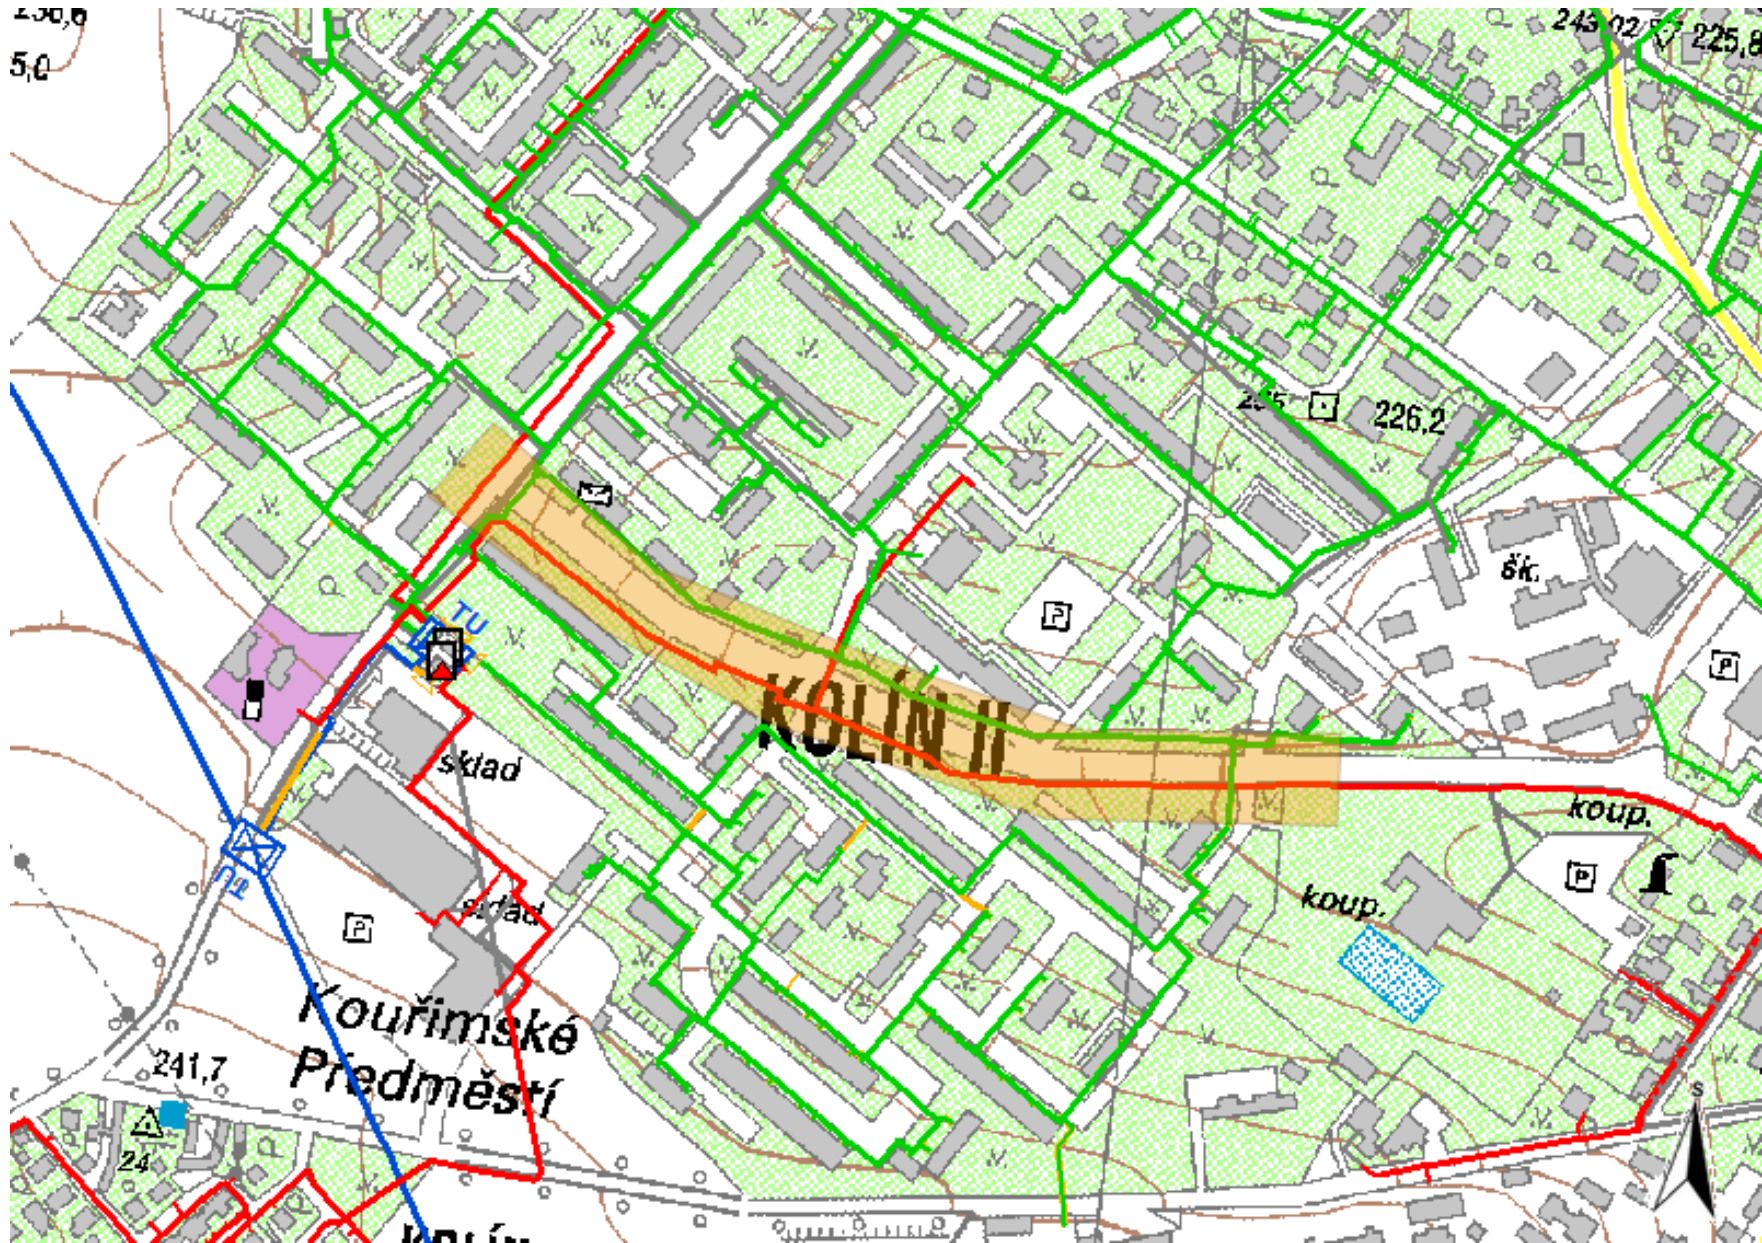 243,02
225,8
5,0
226,2
šk.
P
P
TU
KOLÍN II
sklad
koup.
P
koup.
sklad
P
Kouřimské
Předměstí
241,7
24
S